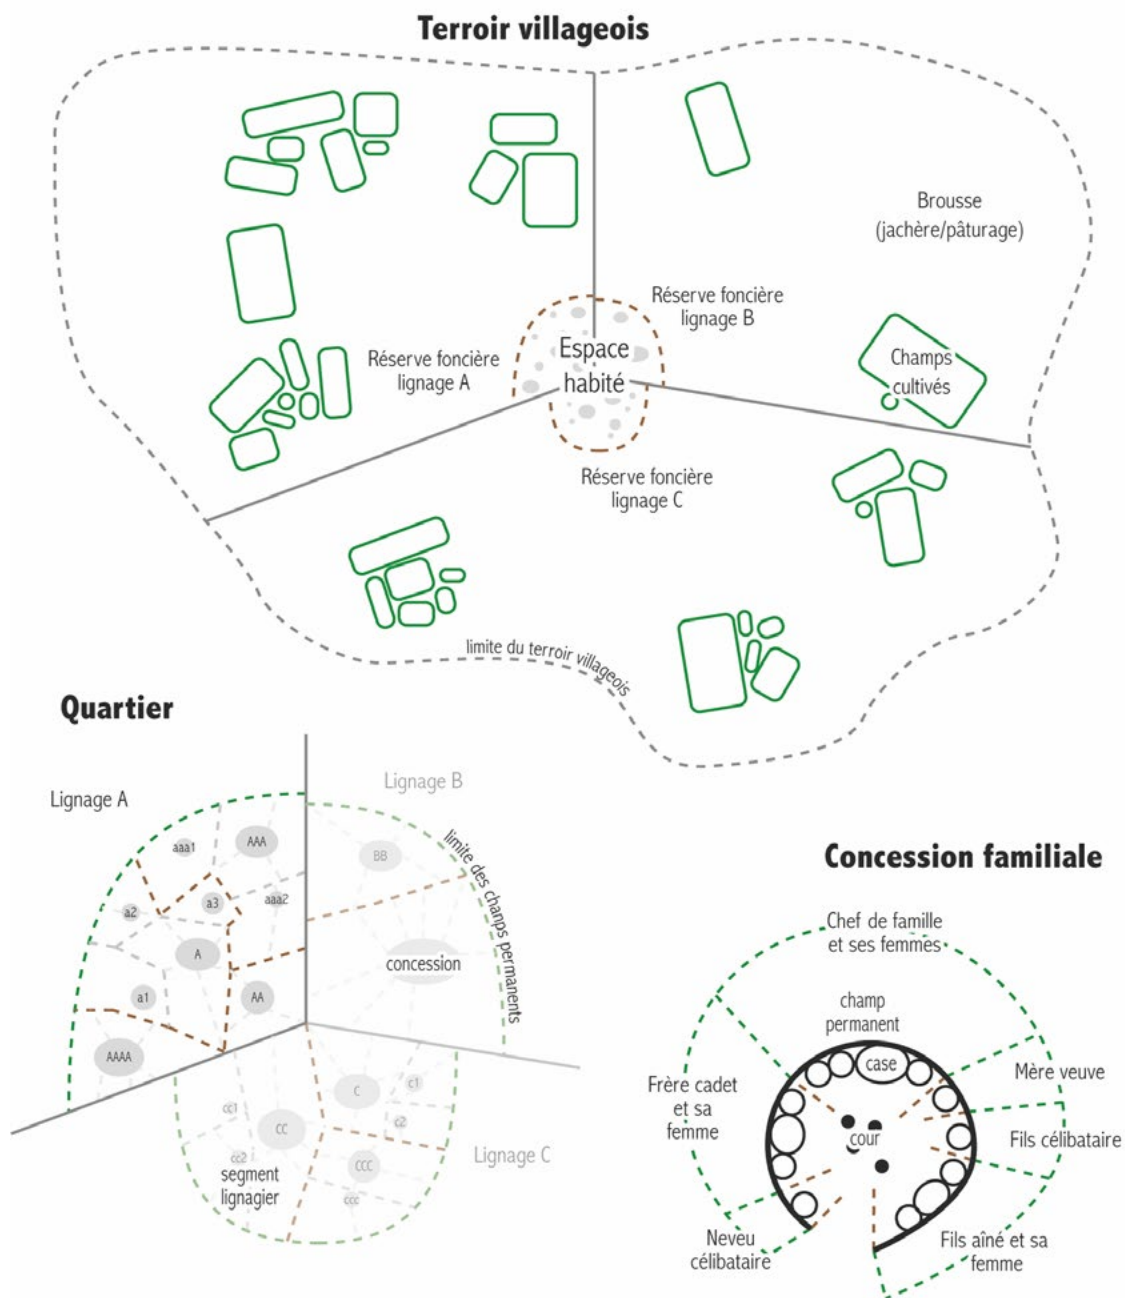 Terroir villageois
Brousse
(jachère/pâturage)
Réserve foncière
lignage B
Espace
habité
Réserve foncière
lignage A
Champs
cultivés
Réserve foncière
lignage C
limite du terroir villageois
Quartier
Lignage A
Lignage B
limite des chanps permanents
aaa1
AAA
BB
a2
a3
aaa2
A
concession
a1
AA
AAAA
C
c1
cc1
CC
c2
cc2
CCC
Lignage C
segment
lignagier
ccc
Concession familiale
Chef de famille
et ses femmes
champ
permanent
case
Mère veuve
Frère cadet
et sa
femme
cour
Fils célibataire
Neveu
célibataire
Fils aîné et sa
femme